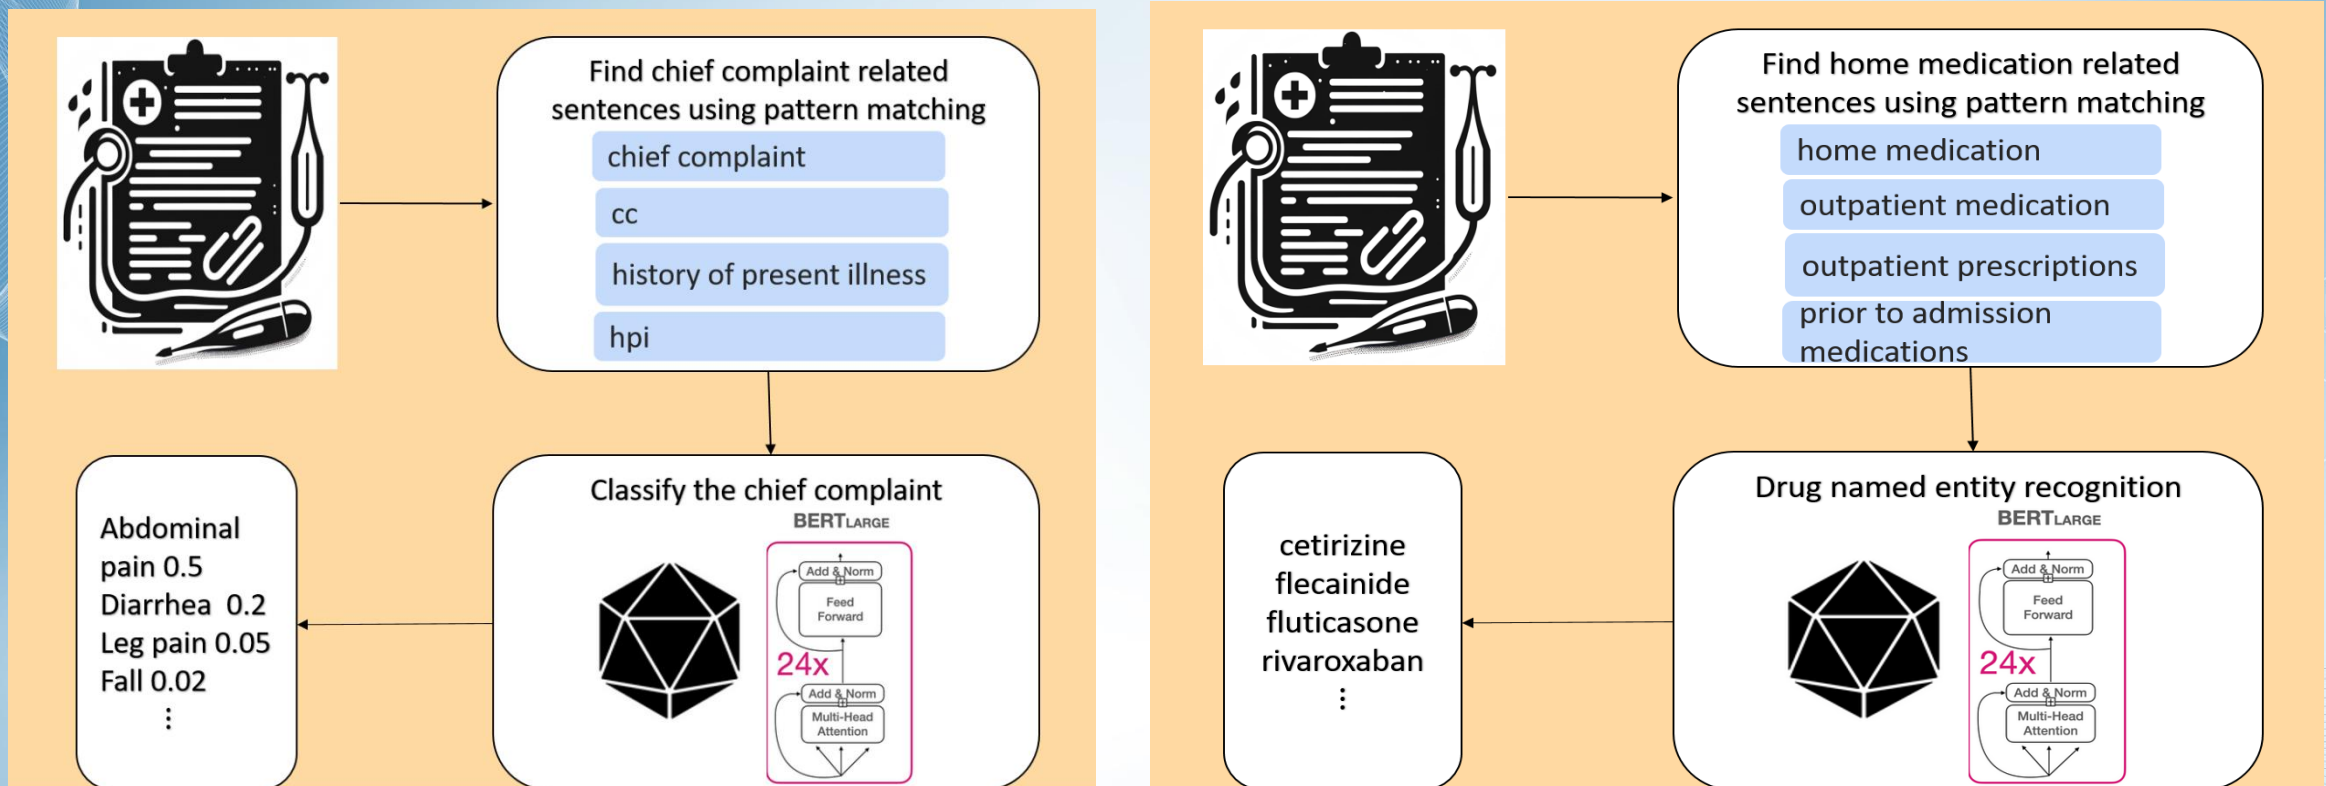 Find chief complaint related
sentences using pattern matching
chief complaint
cc
history of present illness
hpi
Classify the chief complaint
BERTLARGE
Add & Norm
Feed
Forward
24x
Add & Norm
Multi-Head
Attention
Abdominal
pain 0.5
Diarrhea 0.2
Leg pain 0.05
Fall 0.02
⋮
Find home medication related
sentences using pattern matching
home medication
outpatient medication
outpatient prescriptions
prior to admission
medications
Drug named entity recognition
BERTLARGE
Add & Norm
Feed
Forward
24x
Add & Norm
Multi-Head
Attention
cetirizine
flecainide
fluticasone
rivaroxaban
⋮